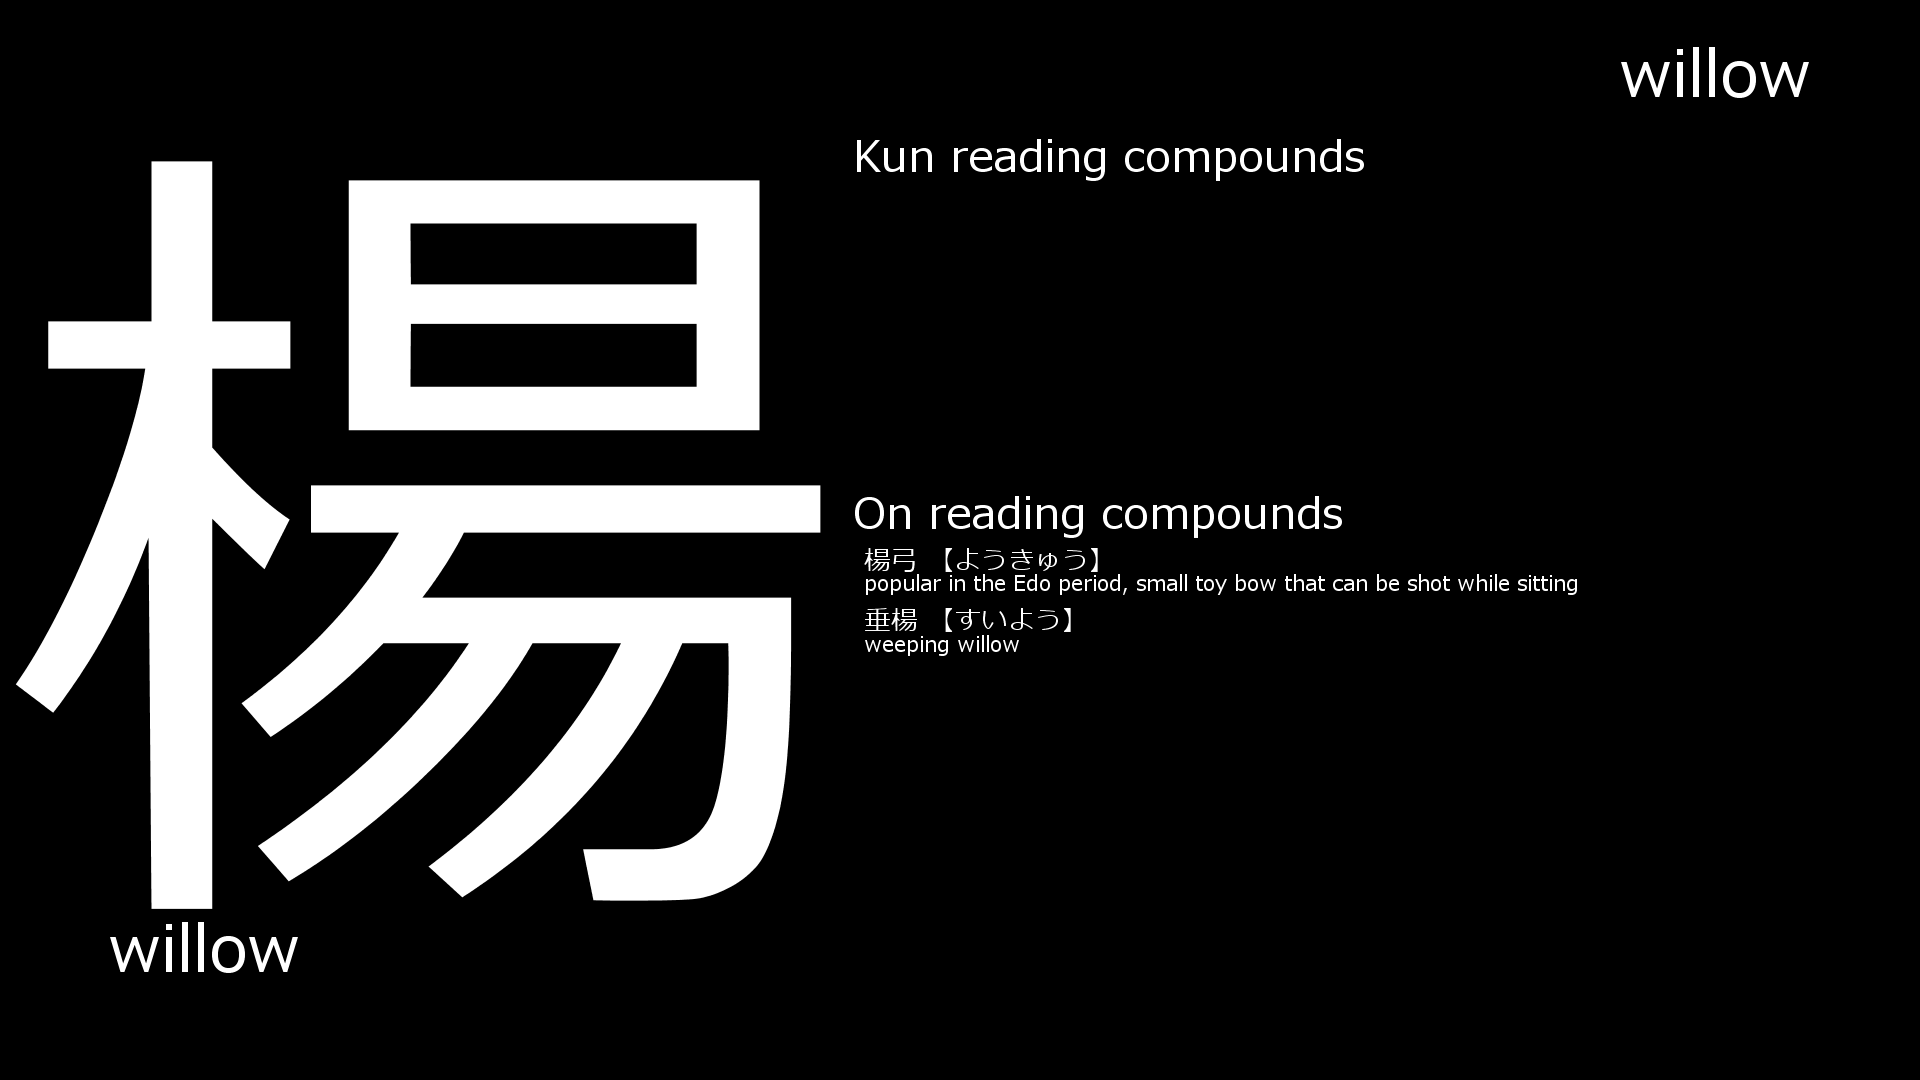 willow
楊
willow
Kun reading compounds
On reading compounds
楊弓 【ようきゅう】
popular in the Edo period, small toy bow that can be shot while sitting
垂楊 【すいよう】
weeping willow